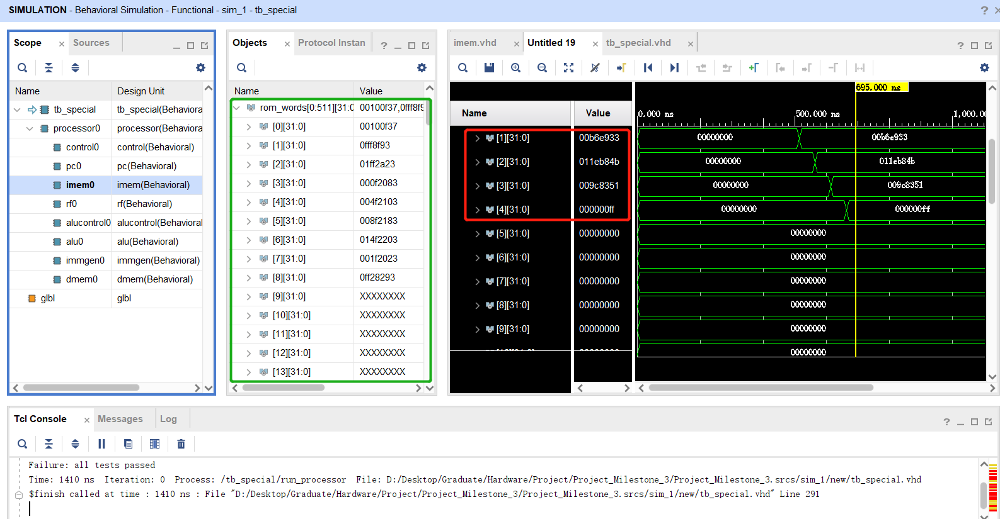 SIMULATION - Behavioral Simulation - Functional - sim_1 - tb_special
Scope
Sources
Name
Design Unit
tb_special
tb_special(Behaviora
processor0
processor(Behaviora
control0
control(Behavioral)
pc0
pc(Behavioral)
imem0
imem(Behavioral)
rf0
rf(Behavioral)
alucontrol0
alucontrol(Behavioral
alu0
alu(Behavioral)
immgen0
immgen(Behavioral)
dmem0
dmem(Behavioral)
glbl
glbl
Objects
Protocol Instan
Name
Value
rom_words[0:511][31:0
00100f37,0fff8f9
[0][31:0]
00100f37
[1][31:0]
0fff8f93
[2][31:0]
01ff2a23
[3][31:0]
000f2083
[4][31:0]
004f2103
[5][31:0]
008f2183
[6][31:0]
014f2203
[7][31:0]
001f2023
[8][31:0]
0ff28293
[9][31:0]
XXXXXXXX
[10][31:0]
XXXXXXXX
[11][31:0]
XXXXXXXX
[12][31:0]
XXXXXXXX
[13][31:0]
XXXXXXXX
imem.vhd
Untitled 19
tb_special.vhd
695.000 ns
Name
Value
0.000 ns
500.000 ns
1,000.0
[1][31:0]
00b6e933
00000000
00b6e933
[2][31:0]
011eb84b
00000000
011eb84b
[3][31:0]
009c8351
00000000
009c8351
[4][31:0]
000000ff
00000000
000000ff
[5][31:0]
00000000
00000000
[6][31:0]
00000000
00000000
[7][31:0]
00000000
00000000
[8][31:0]
00000000
00000000
[9][31:0]
00000000
00000000
00000000
Tcl Console
Messages
Log
Failure: all tests passed
Time: 1410 ns  Iteration: 0  Process: /tb_special/run_processor  File: D:/Desktop/Graduate/Hardware/Project/Project_Milestone_3/Project_Milestone_3.srcs/sim_1/new/tb_special.vhd
$finish called at time : 1410 ns : File "D:/Desktop/Graduate/Hardware/Project/Project_Milestone_3/Project_Milestone_3.srcs/sim_1/new/tb_special.vhd" Line 291